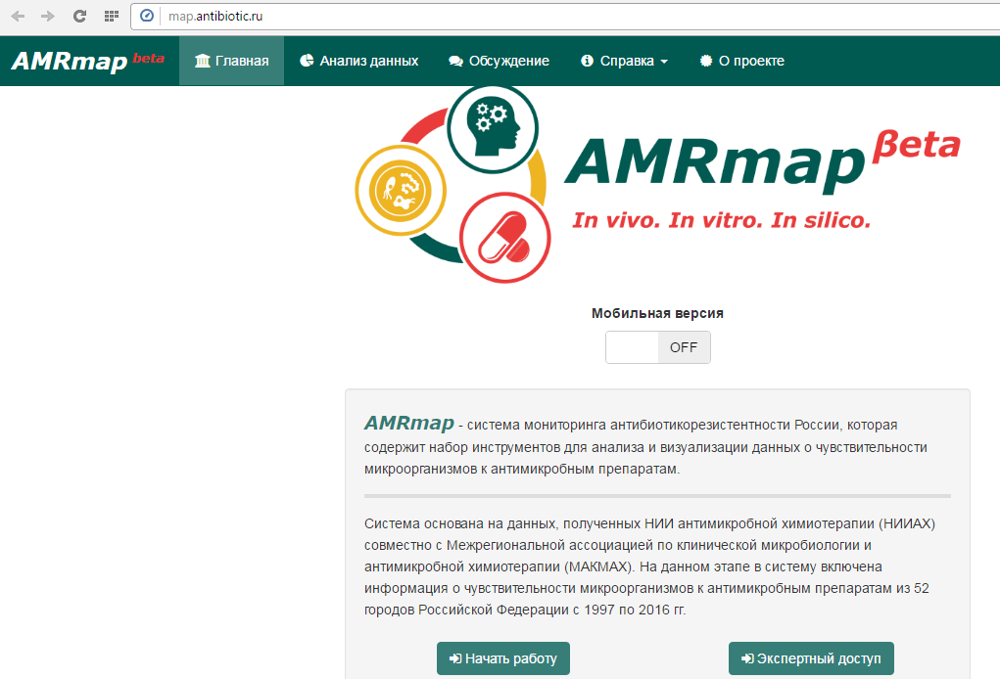 map.antibiotic.ru
AMRmap beta Главная Анализ данных Обсуждение Справка О проекте
AMRmap βeta
In vivo. In vitro. In silico.
Мобильная версия
OFF
AMRmap - система мониторинга антибиотикорезистентности России, которая
содержит набор инструментов для анализа и визуализации данных о чувствительности
микроорганизмов к антимикробным препаратам.
Система основана на данных, полученных НИИ антимикробной химиотерапии (НИИАХ)
совместно с Межрегиональной ассоциацией по клинической микробиологии и
антимикробной химиотерапии (МАКМАХ). На данном этапе в систему включена
информация о чувствительности микроорганизмов к антимикробным препаратам из 52
городов Российской Федерации с 1997 по 2016 гг.
Начать работу Экспертный доступ